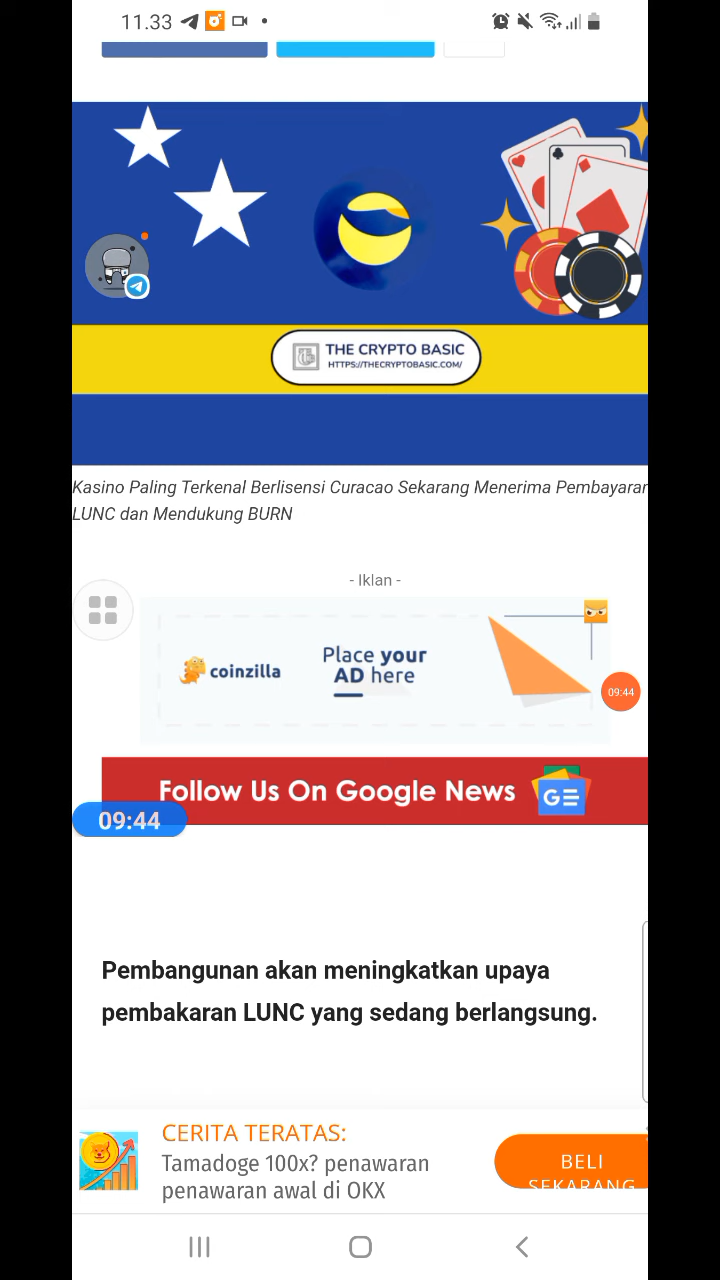 11.33
THE CRYPTO BASIC
HTTPS://THECRYPTOBASIC.COM/
Kasino Paling Terkenal Berlisensi Curacao Sekarang Menerima Pembayaran
LUNC dan Mendukung BURN
- Iklan -
coinzilla
Place your
AD here
09:44
Follow Us On Google News
GE
09:44
Pembangunan akan meningkatkan upaya
pembakaran LUNC yang sedang berlangsung.
CERITA TERATAS:
Tamadoge 100x? penawaran
penawaran awal di OKX
BELI
SEKARANG